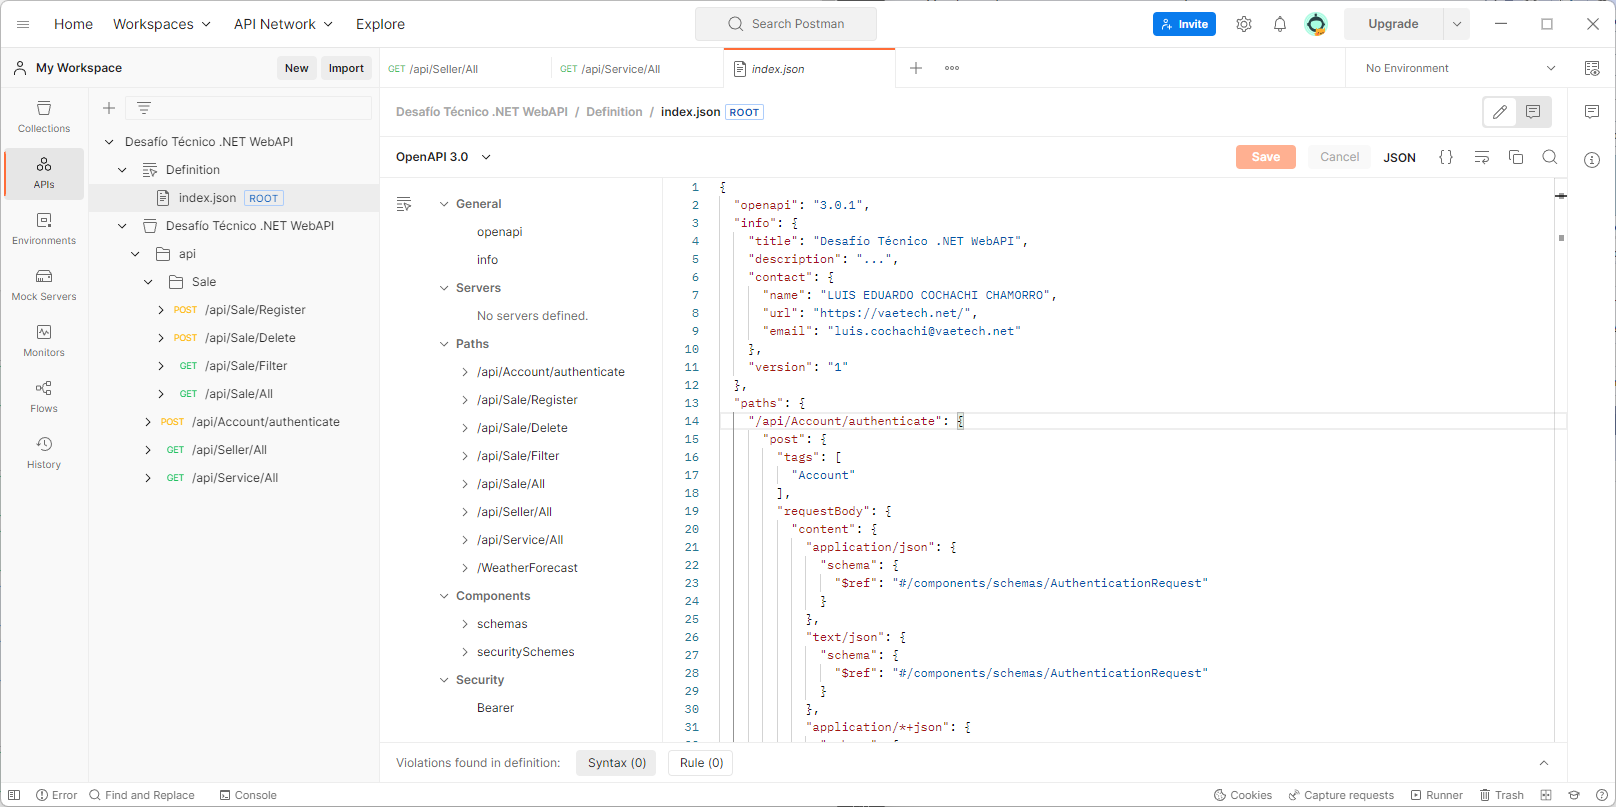 Home Workspaces API Network Explore Search Postman Invite Upgrade
My Workspace New Import
GET /api/Seller/All GET /api/Service/All index.json No Environment
Collections
APIs
Environments
Mock Servers
Monitors
Flows
History
Desafío Técnico .NET WebAPI
Definition
index.json ROOT
Desafío Técnico .NET WebAPI
api
Sale
POST /api/Sale/Register
POST /api/Sale/Delete
GET /api/Sale/Filter
GET /api/Sale/All
POST /api/Account/authenticate
GET /api/Seller/All
GET /api/Service/All
Desafío Técnico .NET WebAPI / Definition / index.json ROOT
OpenAPI 3.0 Save Cancel JSON {}
General
openapi
info
Servers
No servers defined.
Paths
/api/Account/authenticate
/api/Sale/Register
/api/Sale/Delete
/api/Sale/Filter
/api/Sale/All
/api/Seller/All
/api/Service/All
/WeatherForecast
Components
schemas
securitySchemes
Security
Bearer
1 {
2 "openapi": "3.0.1",
3 "info": {
4 "title": "Desafío Técnico .NET WebAPI",
5 "description": "...",
6 "contact": {
7 "name": "LUIS EDUARDO COCHACHI CHAMORRO",
8 "url": "https://vaetech.net/",
9 "email": "luis.cochachi@vaetech.net"
10 },
11 "version": "1"
12 },
13 "paths": {
14 "/api/Account/authenticate": {
15 "post": {
16 "tags": [
17 "Account"
18 ],
19 "requestBody": {
20 "content": {
21 "application/json": {
22 "schema": {
23 "$ref": "#/components/schemas/AuthenticationRequest"
24 }
25 },
26 "text/json": {
27 "schema": {
28 "$ref": "#/components/schemas/AuthenticationRequest"
29 }
30 },
31 "application/*+json": {
Violations found in definition: Syntax (0) Rule (0)
Error Find and Replace Console Cookies Capture requests Runner Trash